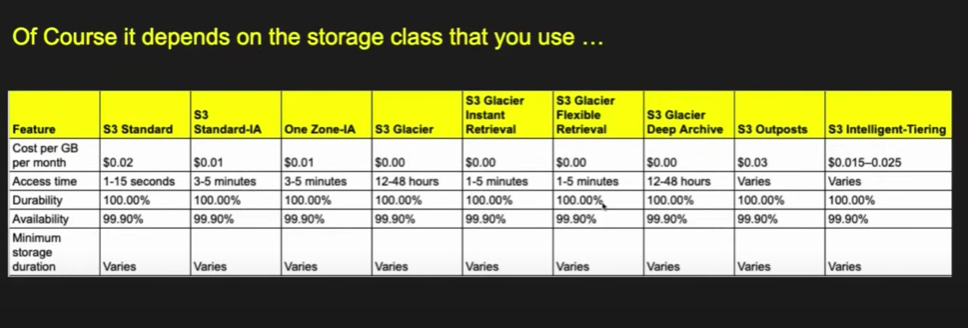 Of Course it depends on the storage class that you use ...
Feature S3 Standard S3 Standard-IA One Zone-IA S3 Glacier S3 Glacier Instant Retrieval S3 Glacier Flexible Retrieval S3 Glacier Deep Archive S3 Outposts S3 Intelligent-Tiering
Cost per GB per month $0.02 $0.01 $0.01 $0.00 $0.00 $0.00 $0.00 $0.03 $0.015–0.025
Access time 1-15 seconds 3-5 minutes 3-5 minutes 12-48 hours 1-5 minutes 1-5 minutes 12-48 hours Varies Varies
Durability 100.00% 100.00% 100.00% 100.00% 100.00% 100.00% 100.00% 100.00% 100.00%
Availability 99.90% 99.90% 99.90% 99.90% 99.90% 99.90% 99.90% 99.90% 99.90%
Minimum storage duration Varies Varies Varies Varies Varies Varies Varies Varies Varies